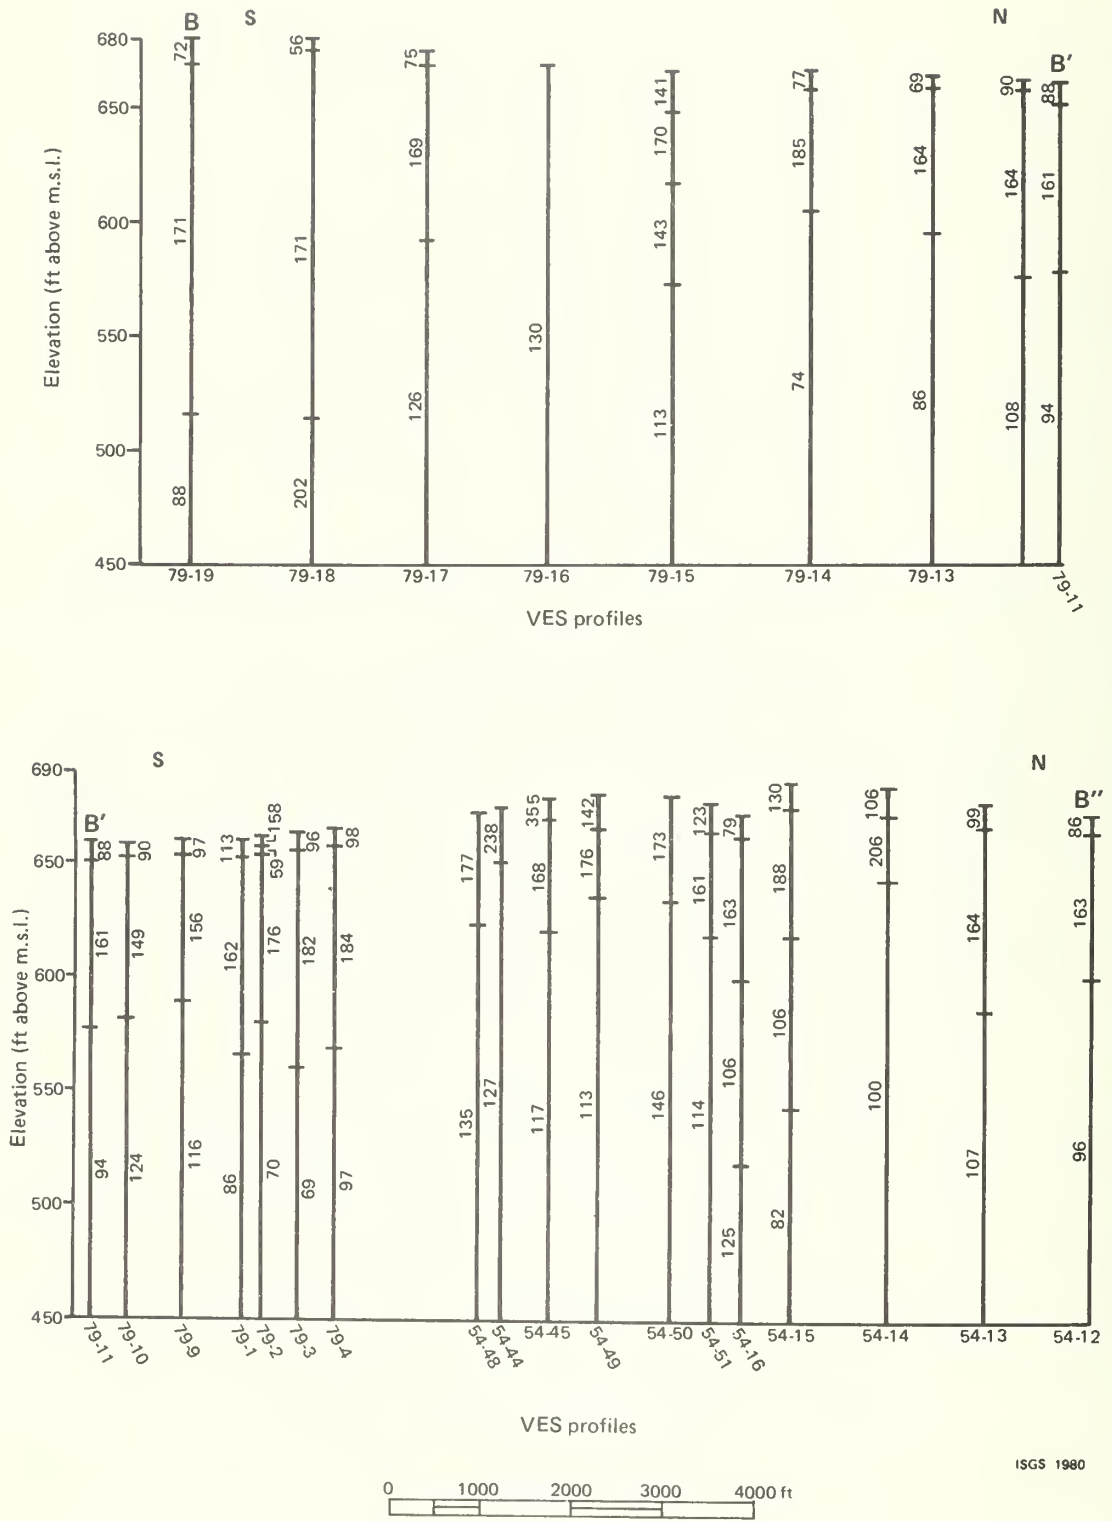 B S N
B'
680
650
600
550
500
450
Elevation (ft above m.s.l.)
72 171 88
56 171 202
75 169 126
130
141 170 143 113
77 185 74
69 164 86
90 164 108
88 161 94
79-19 79-18 79-17 79-16 79-15 79-14 79-13 79-11
VES profiles
S N
B' B"
690
650
600
550
500
450
Elevation (ft above m.s.l.)
88 161 94
90 149 124
97 156 116
113 162 86
158 59 176 70
96 182 69
98 184 97
177 135
238 127
355 168 117
142 176 113
173 146
123 161 114
79 163 106 125
130 188 106 82
106 206 100
99 164 107
86 163 96
79-11 79-10 79-9 79-1 79-2 79-3 79-4 54-48 54-44 54-45 54-49 54-50 54-51 54-16 54-15 54-14 54-13 54-12
VES profiles
ISGS 1980
0 1000 2000 3000 4000 ft